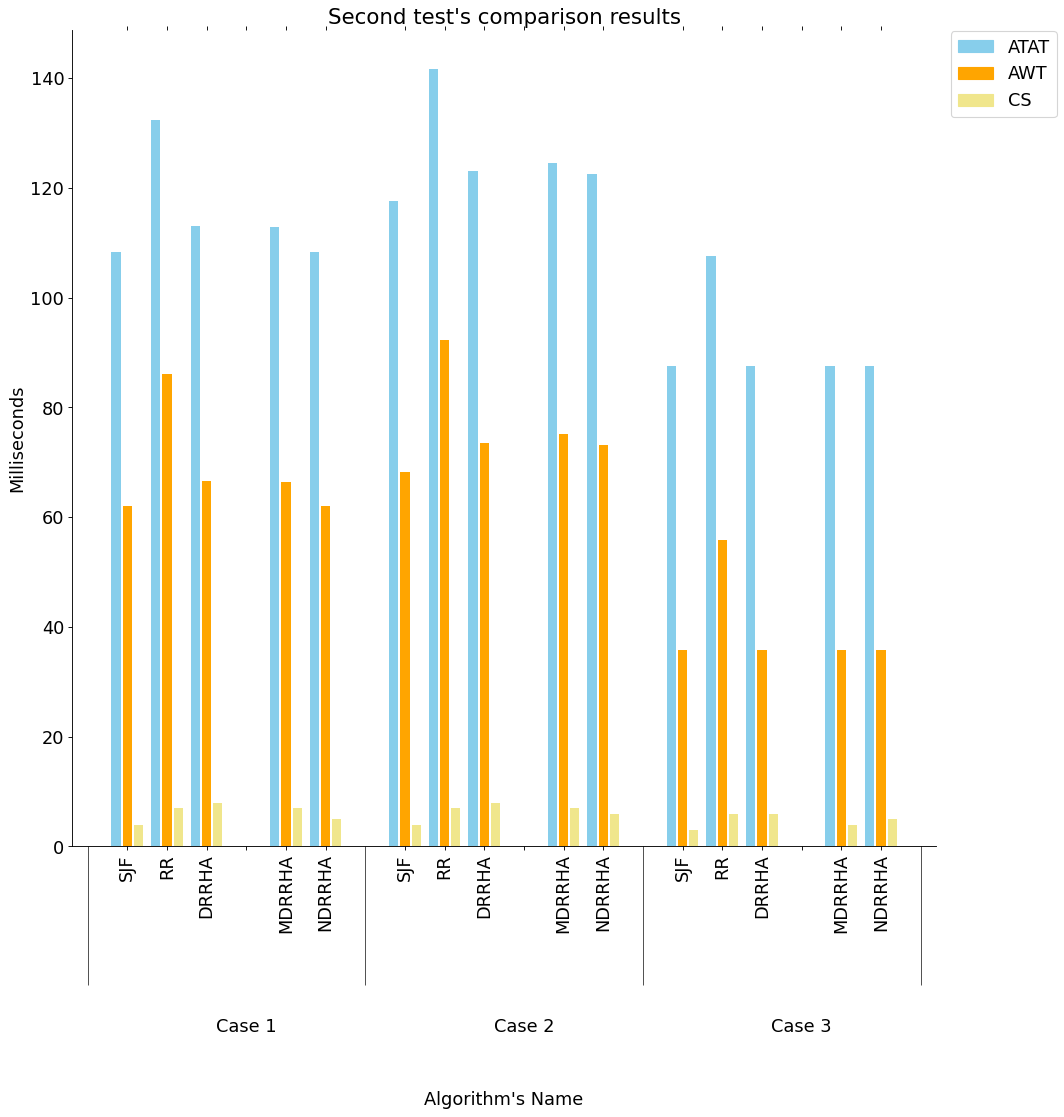 Second test's comparison results
ATAT
AWT
CS
140
120
100
80
60
40
20
0
Milliseconds
SJF
RR
DRRHA
MDRRHA
NDRRHA
SJF
RR
DRRHA
MDRRHA
NDRRHA
SJF
RR
DRRHA
MDRRHA
NDRRHA
Case 1
Case 2
Case 3
Algorithm's Name